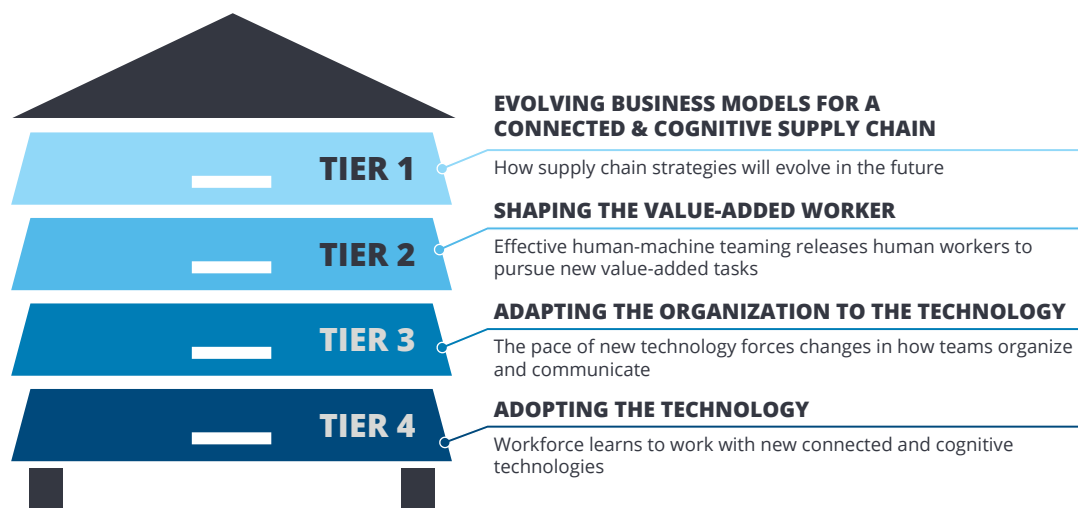 EVOLVING BUSINESS MODELS FOR A
CONNECTED & COGNITIVE SUPPLY CHAIN
TIER 1
How supply chain strategies will evolve in the future
SHAPING THE VALUE-ADDED WORKER
TIER 2
Effective human-machine teaming releases human workers to
pursue new value-added tasks
ADAPTING THE ORGANIZATION TO THE TECHNOLOGY
TIER 3
The pace of new technology forces changes in how teams organize
and communicate
ADOPTING THE TECHNOLOGY
TIER 4
Workforce learns to work with new connected and cognitive
technologies